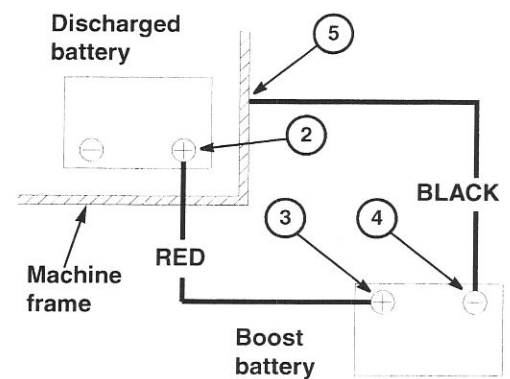 Discharged
battery
5
2
BLACK
3
4
RED
Machine
frame
Boost
battery